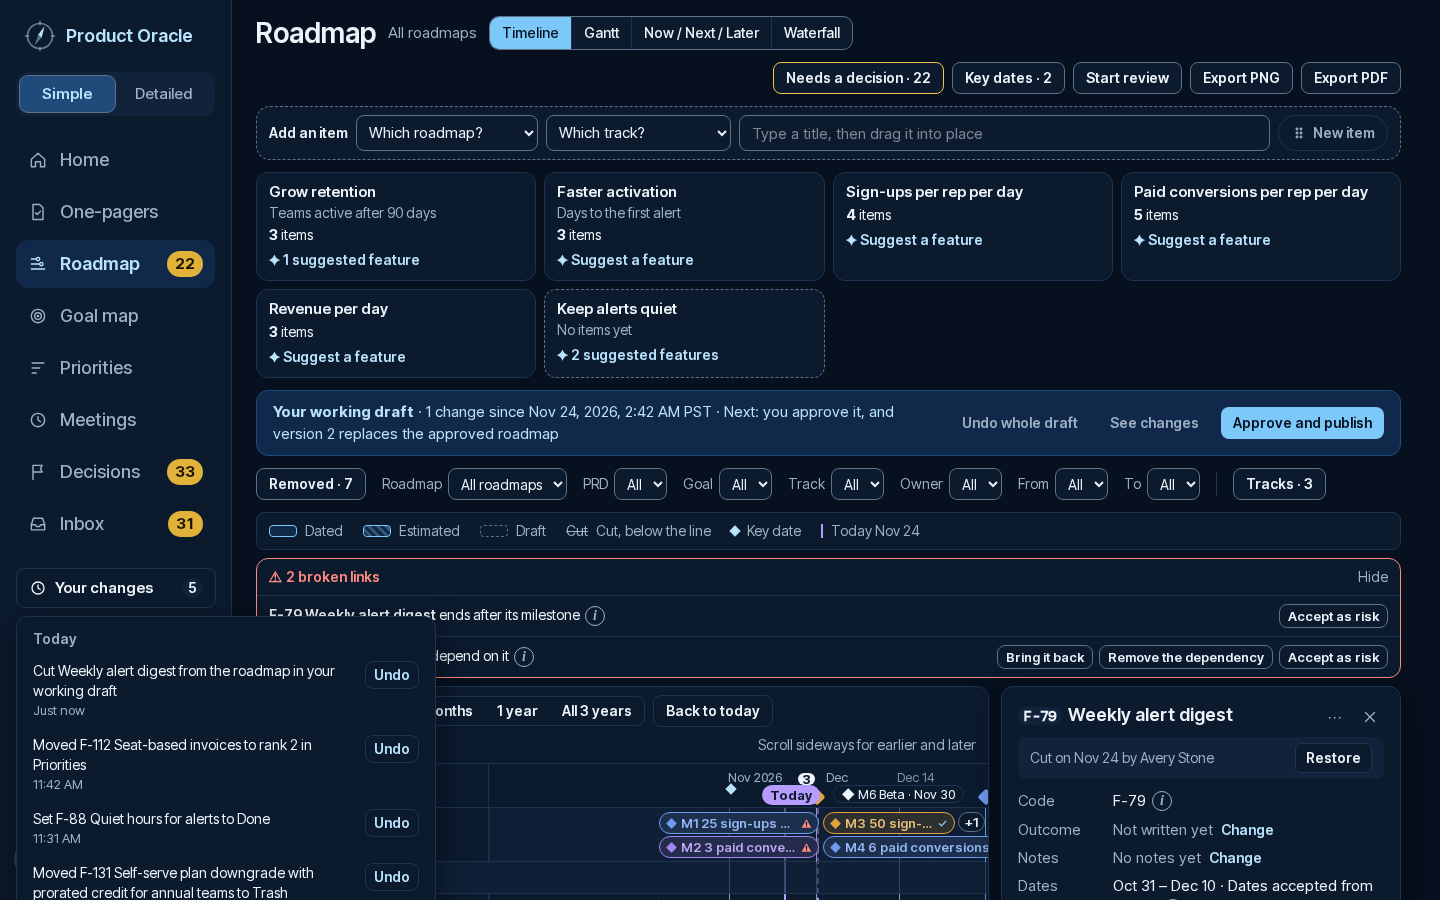 Product Oracle
Simple
Detailed
Home
One-pagers
Roadmap 22
Goal map
Priorities
Meetings
Decisions 33
Inbox 31
Your changes 5
Today
Cut Weekly alert digest from the roadmap in your
working draft
Just now
Undo
Moved F-112 Seat-based invoices to rank 2 in
Priorities
11:42 AM
Undo
Set F-88 Quiet hours for alerts to Done
11:31 AM
Undo
Moved F-131 Self-serve plan downgrade with
prorated credit for annual teams to Trash
Undo
Roadmap All roadmaps
Timeline Gantt Now / Next / Later Waterfall
Needs a decision · 22 Key dates · 2 Start review Export PNG Export PDF
Add an item Which roadmap? Which track? Type a title, then drag it into place New item
Grow retention
Teams active after 90 days
3 items
✦ 1 suggested feature
Faster activation
Days to the first alert
3 items
✦ Suggest a feature
Sign-ups per rep per day
4 items
✦ Suggest a feature
Paid conversions per rep per day
5 items
✦ Suggest a feature
Revenue per day
3 items
✦ Suggest a feature
Keep alerts quiet
No items yet
✦ 2 suggested features
Your working draft · 1 change since Nov 24, 2026, 2:42 AM PST · Next: you approve it, and
version 2 replaces the approved roadmap
Undo whole draft See changes Approve and publish
Removed · 7 Roadmap All roadmaps PRD All Goal All Track All Owner All From All To All Tracks · 3
Dated Estimated Draft Cut Cut, below the line Key date Today Nov 24
⚠ 2 broken links Hide
F-79 Weekly alert digest ends after its milestone i Accept as risk
depend on it i Bring it back Remove the dependency Accept as risk
onths 1 year All 3 years Back to today
Scroll sideways for earlier and later
Nov 2026 3 Dec Dec 14
Today M6 Beta · Nov 30
M1 25 sign-ups ... M3 50 sign-... +1
M2 3 paid conve... M4 6 paid conversions
F-79 Weekly alert digest ...
Cut on Nov 24 by Avery Stone Restore
Code F-79 i
Outcome Not written yet Change
Notes No notes yet Change
Dates Oct 31 – Dec 10 · Dates accepted from